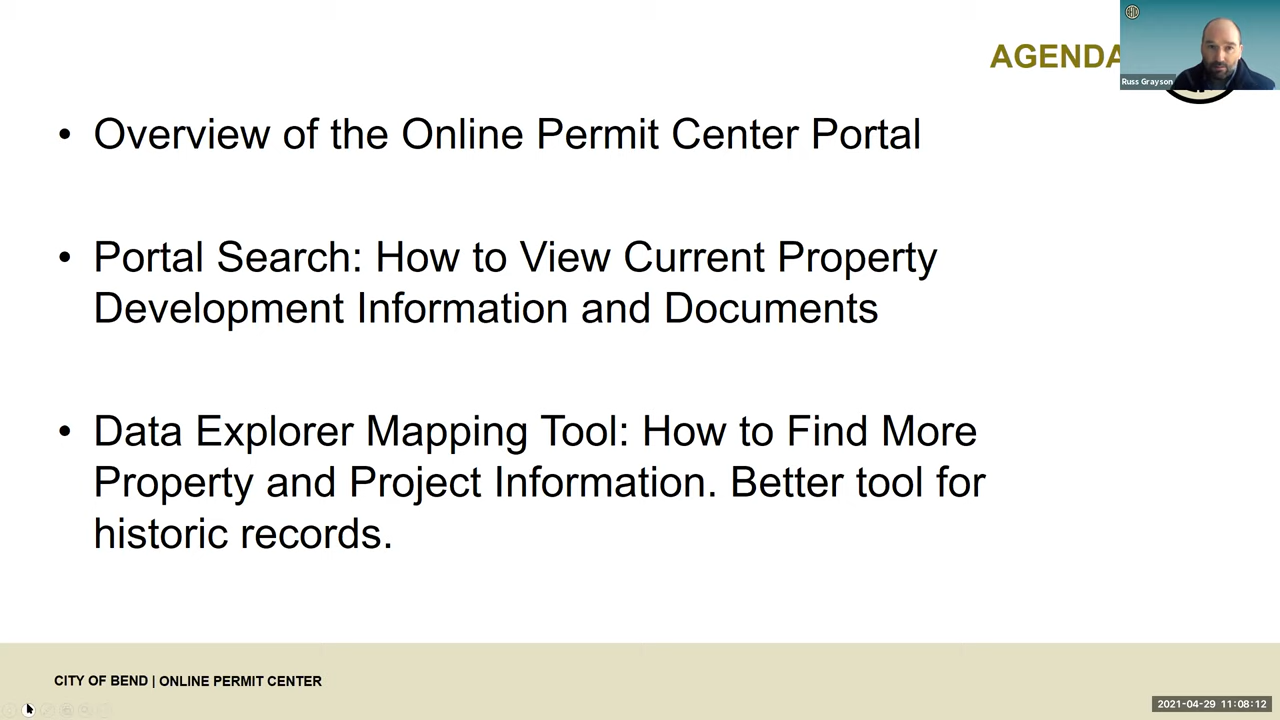 AGENDA
Russ Grayson
• Overview of the Online Permit Center Portal
• Portal Search: How to View Current Property
Development Information and Documents
• Data Explorer Mapping Tool: How to Find More
Property and Project Information. Better tool for
historic records.
CITY OF BEND | ONLINE PERMIT CENTER
2021-04-29 11:08:12